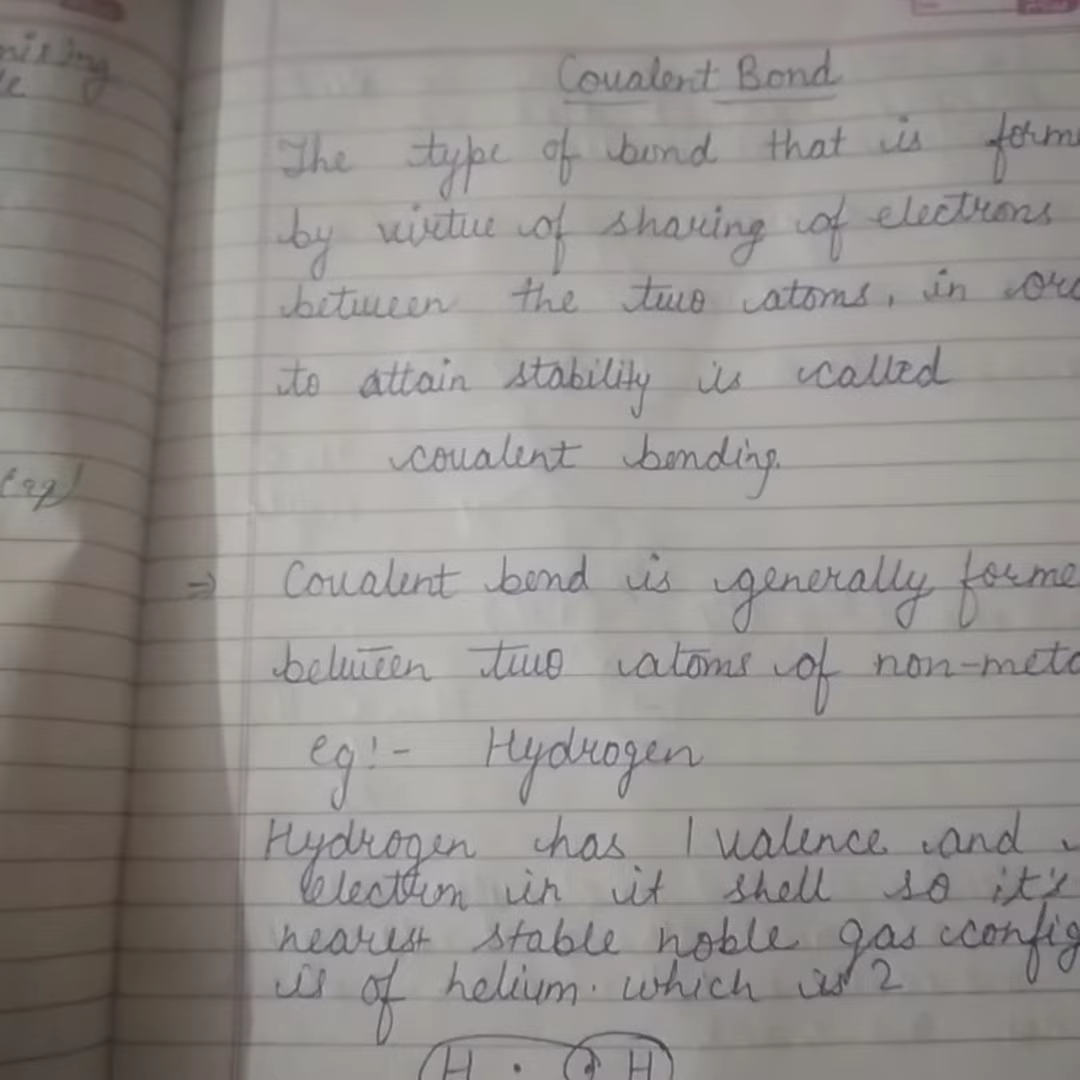 nising
(aq)
Covalent Bond
The type of bond that is form
by virtue of sharing of electrons
between the two atoms, in ord
to attain stability is called
covalent bonding.
⇒ Covalent bond is generally forme
between two atoms of non-meta
eg:- Hydrogen
Hydrogen has 1 valence and
electron in it shell so it's
nearest stable noble gas config
is of helium. which is 2
H . H